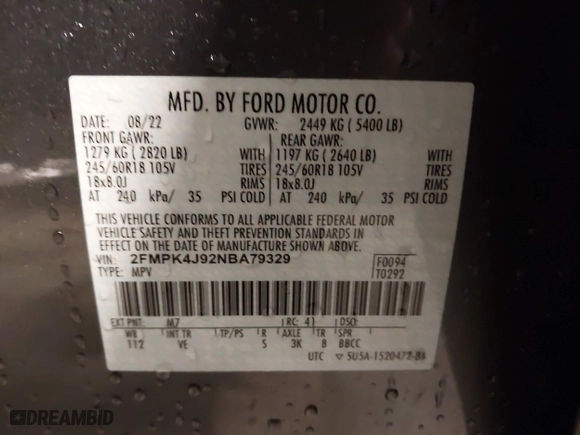 MFD. BY FORD MOTOR CO.
DATE: 08/22 GVWR: 2449 KG ( 5400 LB)
FRONT GAWR: REAR GAWR:
1279 KG ( 2820 LB) WITH 1197 KG ( 2640 LB) WITH
245/60R18 105V TIRES 245/60R18 105V TIRES
18x8.0J RIMS 18x8.0J RIMS
AT 240 kPa/ 35 PSI COLD AT 240 kPa/ 35 PSI COLD
THIS VEHICLE CONFORMS TO ALL APPLICABLE FEDERAL MOTOR
VEHICLE SAFETY AND THEFT PREVENTION STANDARDS IN
EFFECT ON THE DATE OF MANUFACTURE SHOWN ABOVE.
VIN: 2FMPK4J92NBA79329 F0094
TYPE: MPV T0292
EXT PNT: M7 RC: 41 DSO:
WB INT TR TP/PS R AXLE TR SPR
112 VE S 3K 8 BBCC
UTC ▽ 5U5A-1520472-BA
DREAMBID